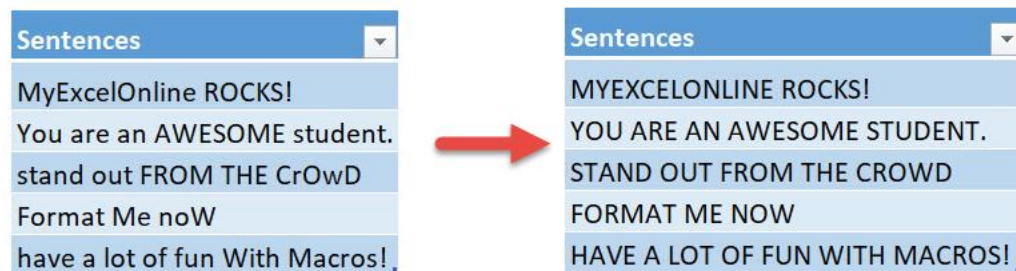 Sentences
MyExcelOnline ROCKS!
You are an AWESOME student.
stand out FROM THE CrOwD
Format Me noW
have a lot of fun With Macros!
Sentences
MYEXCELONLINE ROCKS!
YOU ARE AN AWESOME STUDENT.
STAND OUT FROM THE CROWD
FORMAT ME NOW
HAVE A LOT OF FUN WITH MACROS!